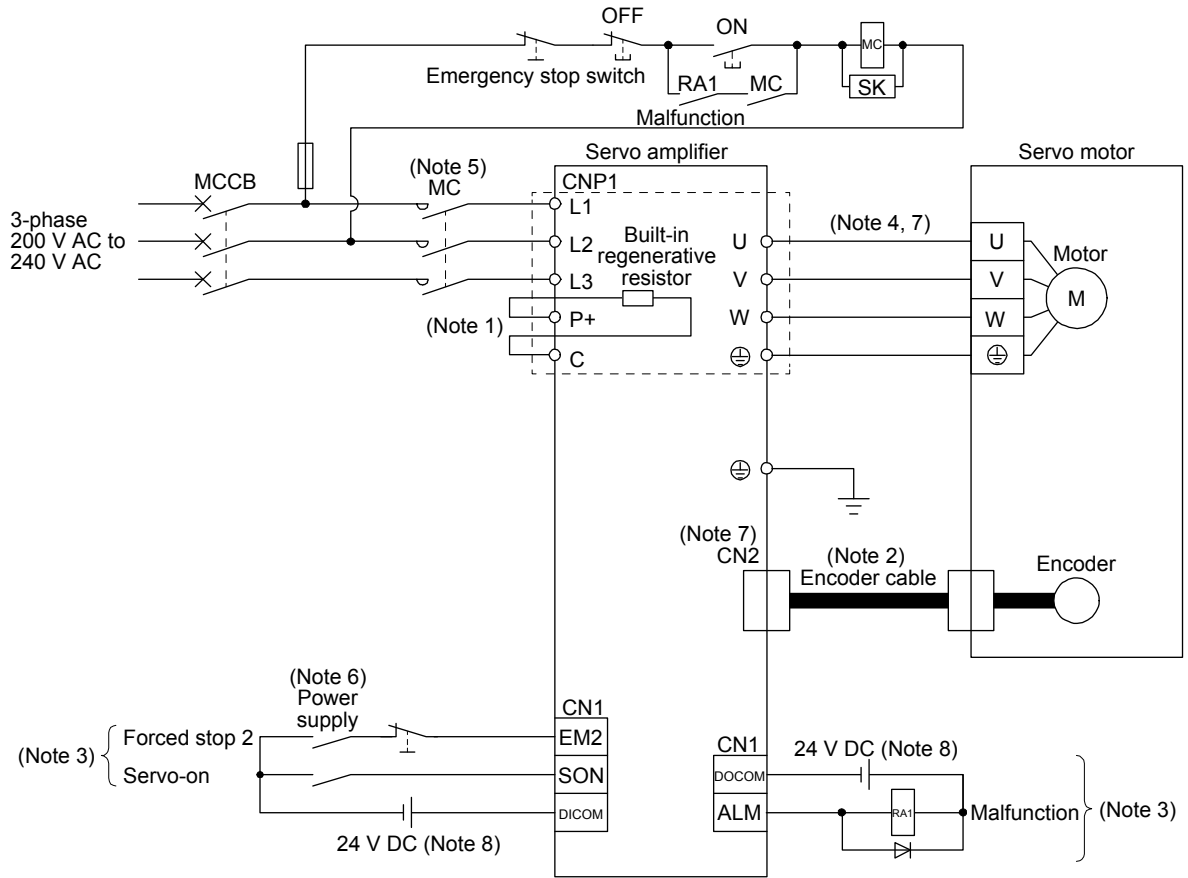 OFF
ON
MC
Emergency stop switch
RA1
MC
SK
Malfunction
Servo amplifier
Servo motor
(Note 5)
MCCB
MC
CNP1
3-phase
200 V AC to
240 V AC
L1
L2
L3
(Note 1)
P+
C
Built-in
regenerative
resistor
U
V
W
(Note 4, 7)
U
V
W
Motor
M
(Note 7)
CN2
(Note 2)
Encoder cable
Encoder
(Note 6)
Power
supply
(Note 3)
Forced stop 2
Servo-on
CN1
EM2
SON
DICOM
24 V DC (Note 8)
CN1
DOCOM
ALM
24 V DC (Note 8)
RA1
Malfunction
(Note 3)